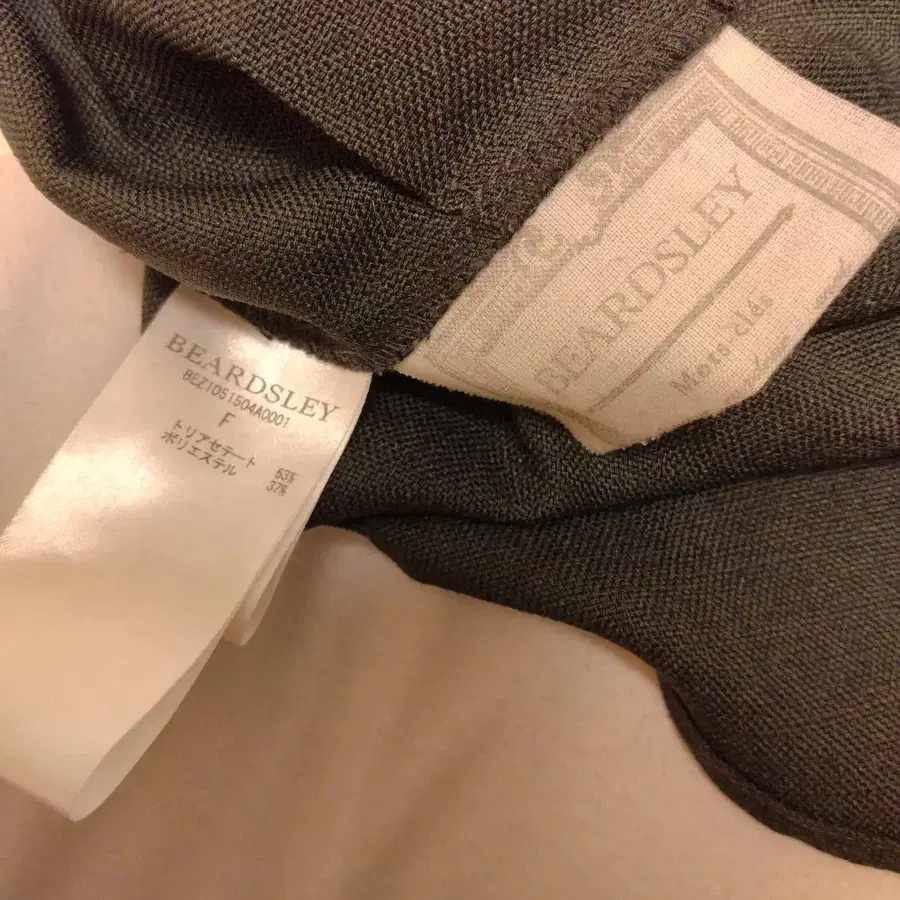 BEARDSLEY
BEZ1051504A0001
F
トリアセテート 63%
ポリエステル 37%
BEARDSLEY